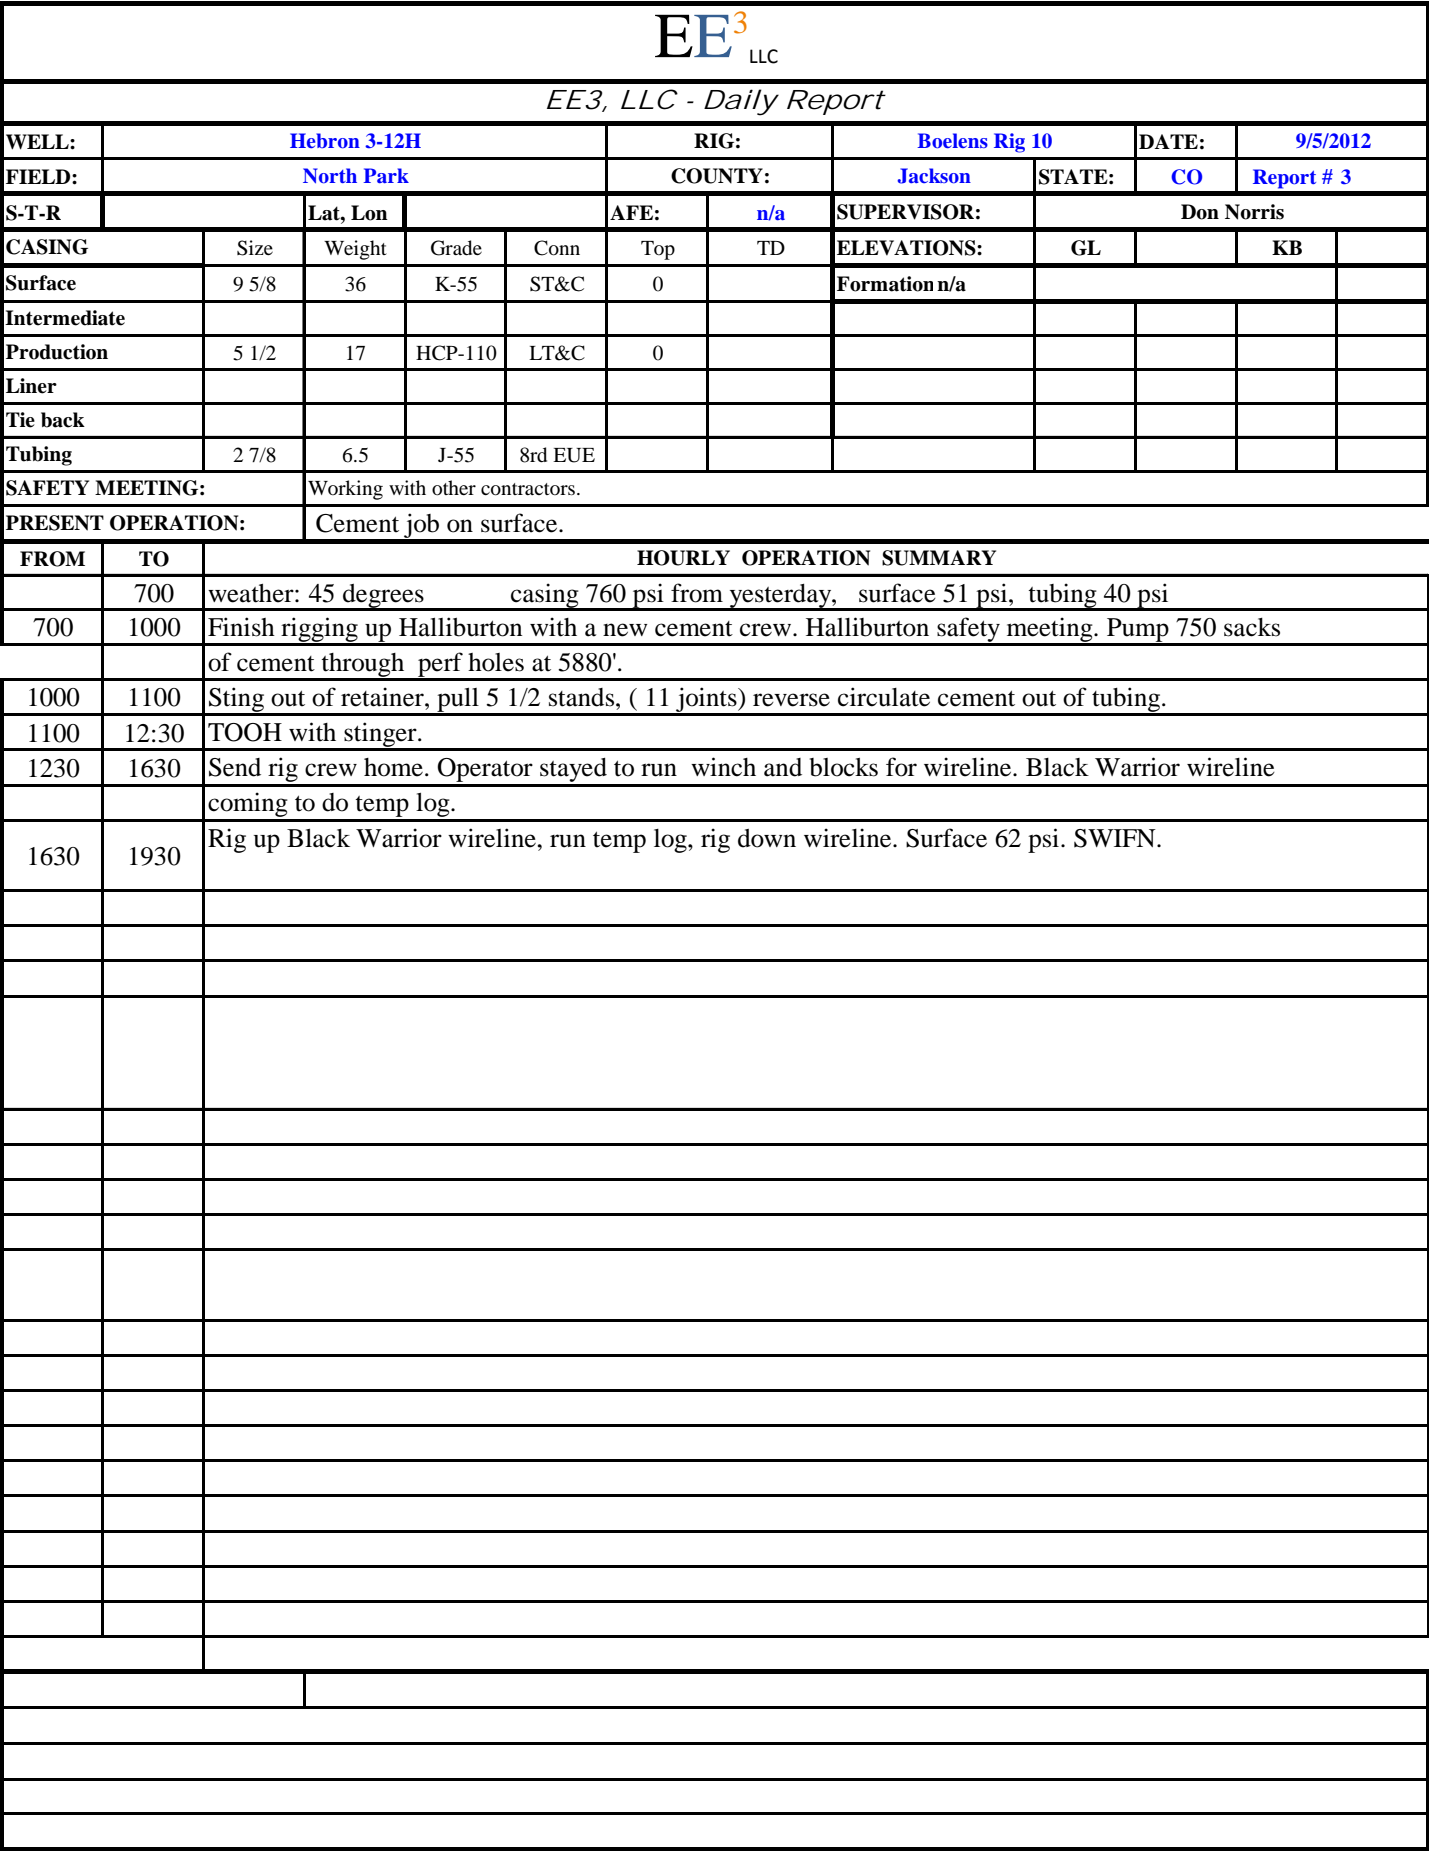 EE3 LLC
EE3, LLC - Daily Report
WELL: Hebron 3-12H RIG: Boelens Rig 10 DATE: 9/5/2012
FIELD: North Park COUNTY: Jackson STATE: CO Report # 3
S-T-R Lat, Lon AFE: n/a SUPERVISOR: Don Norris
CASING Size Weight Grade Conn Top TD ELEVATIONS: GL KB
Surface 9 5/8 36 K-55 ST&C 0 Formation n/a
Intermediate
Production 5 1/2 17 HCP-110 LT&C 0
Liner
Tie back
Tubing 2 7/8 6.5 J-55 8rd EUE
SAFETY MEETING: Working with other contractors.
PRESENT OPERATION: Cement job on surface.
FROM TO HOURLY OPERATION SUMMARY
700 weather: 45 degrees casing 760 psi from yesterday, surface 51 psi, tubing 40 psi
700 1000 Finish rigging up Halliburton with a new cement crew. Halliburton safety meeting. Pump 750 sacks
of cement through perf holes at 5880'.
1000 1100 Sting out of retainer, pull 5 1/2 stands, ( 11 joints) reverse circulate cement out of tubing.
1100 12:30 TOOH with stinger.
1230 1630 Send rig crew home. Operator stayed to run winch and blocks for wireline. Black Warrior wireline
coming to do temp log.
1630 1930 Rig up Black Warrior wireline, run temp log, rig down wireline. Surface 62 psi. SWIFN.